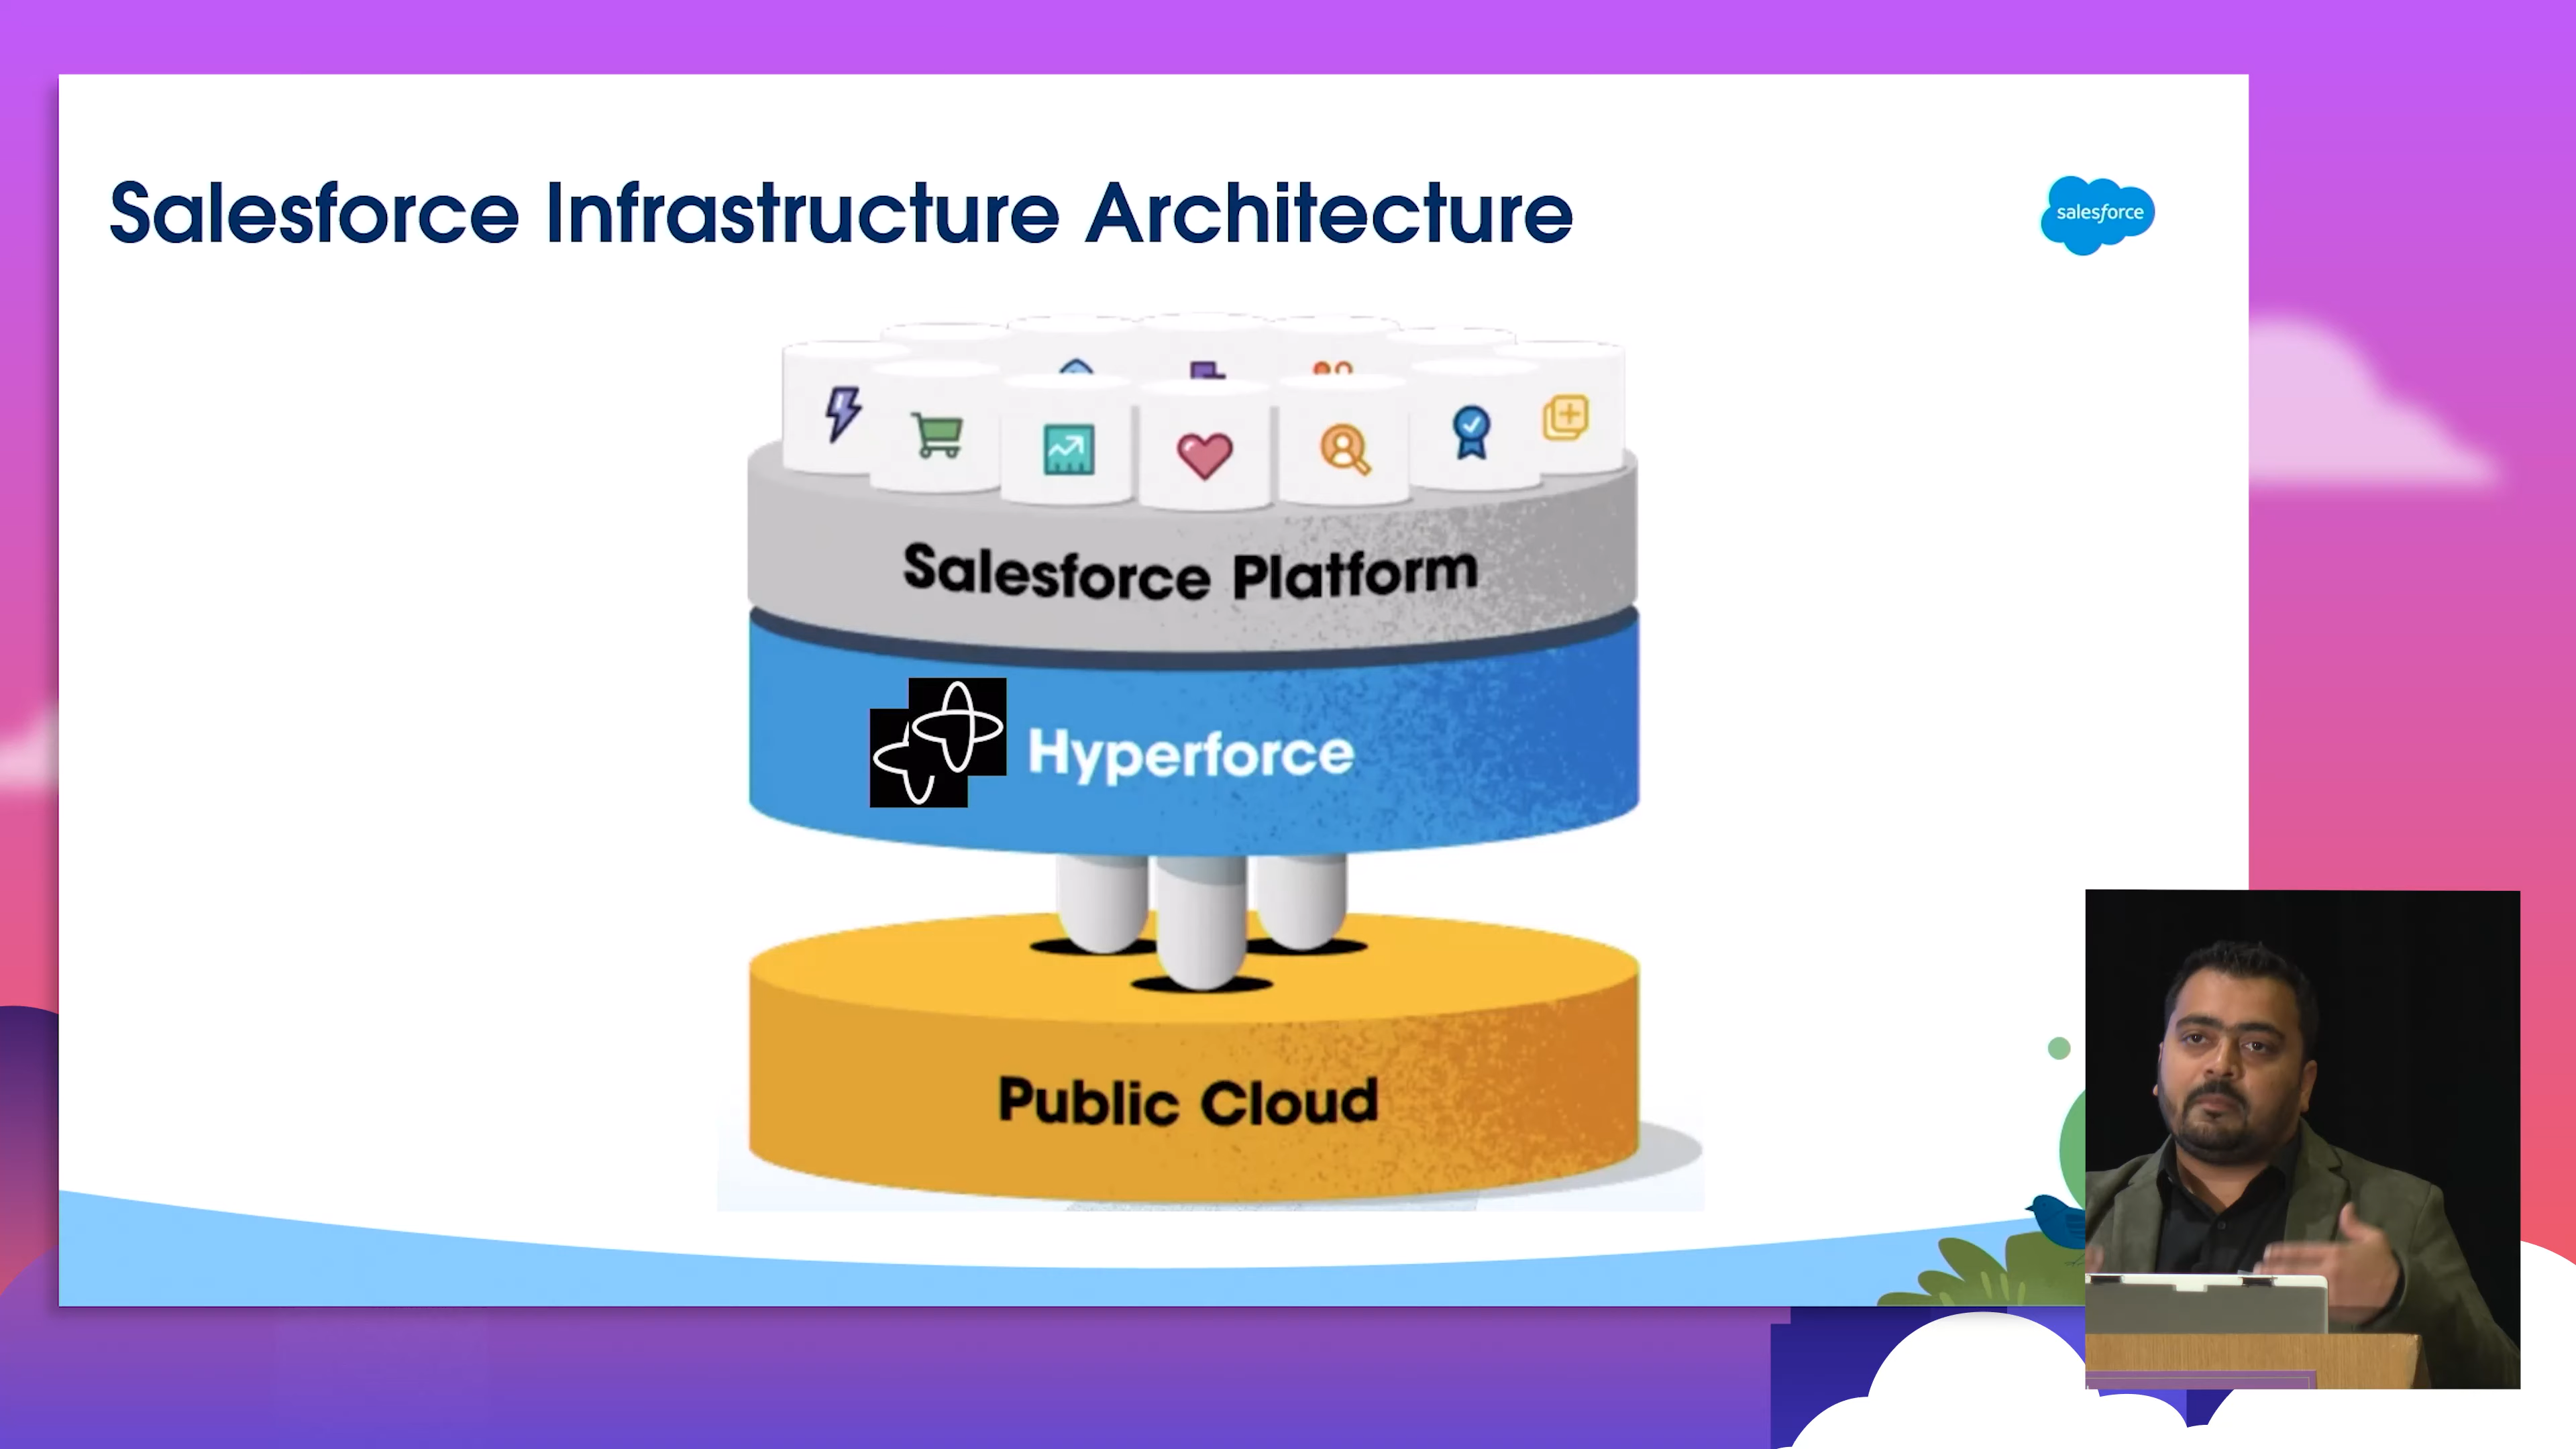 Salesforce Infrastructure Architecture
salesforce
Salesforce Platform
Hyperforce
Public Cloud